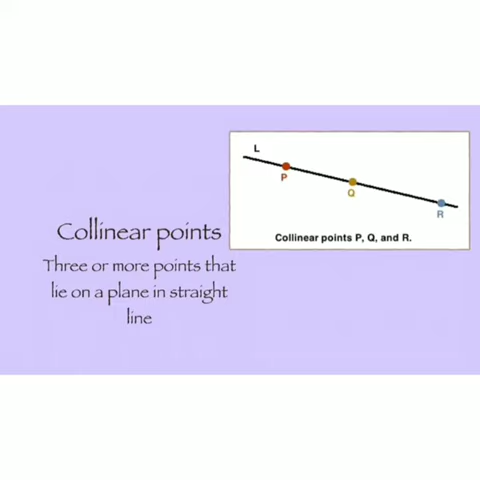 L
P
Q
R
Collinear points P, Q, and R.
Collinear points
Three or more points that
lie on a plane in straight
line